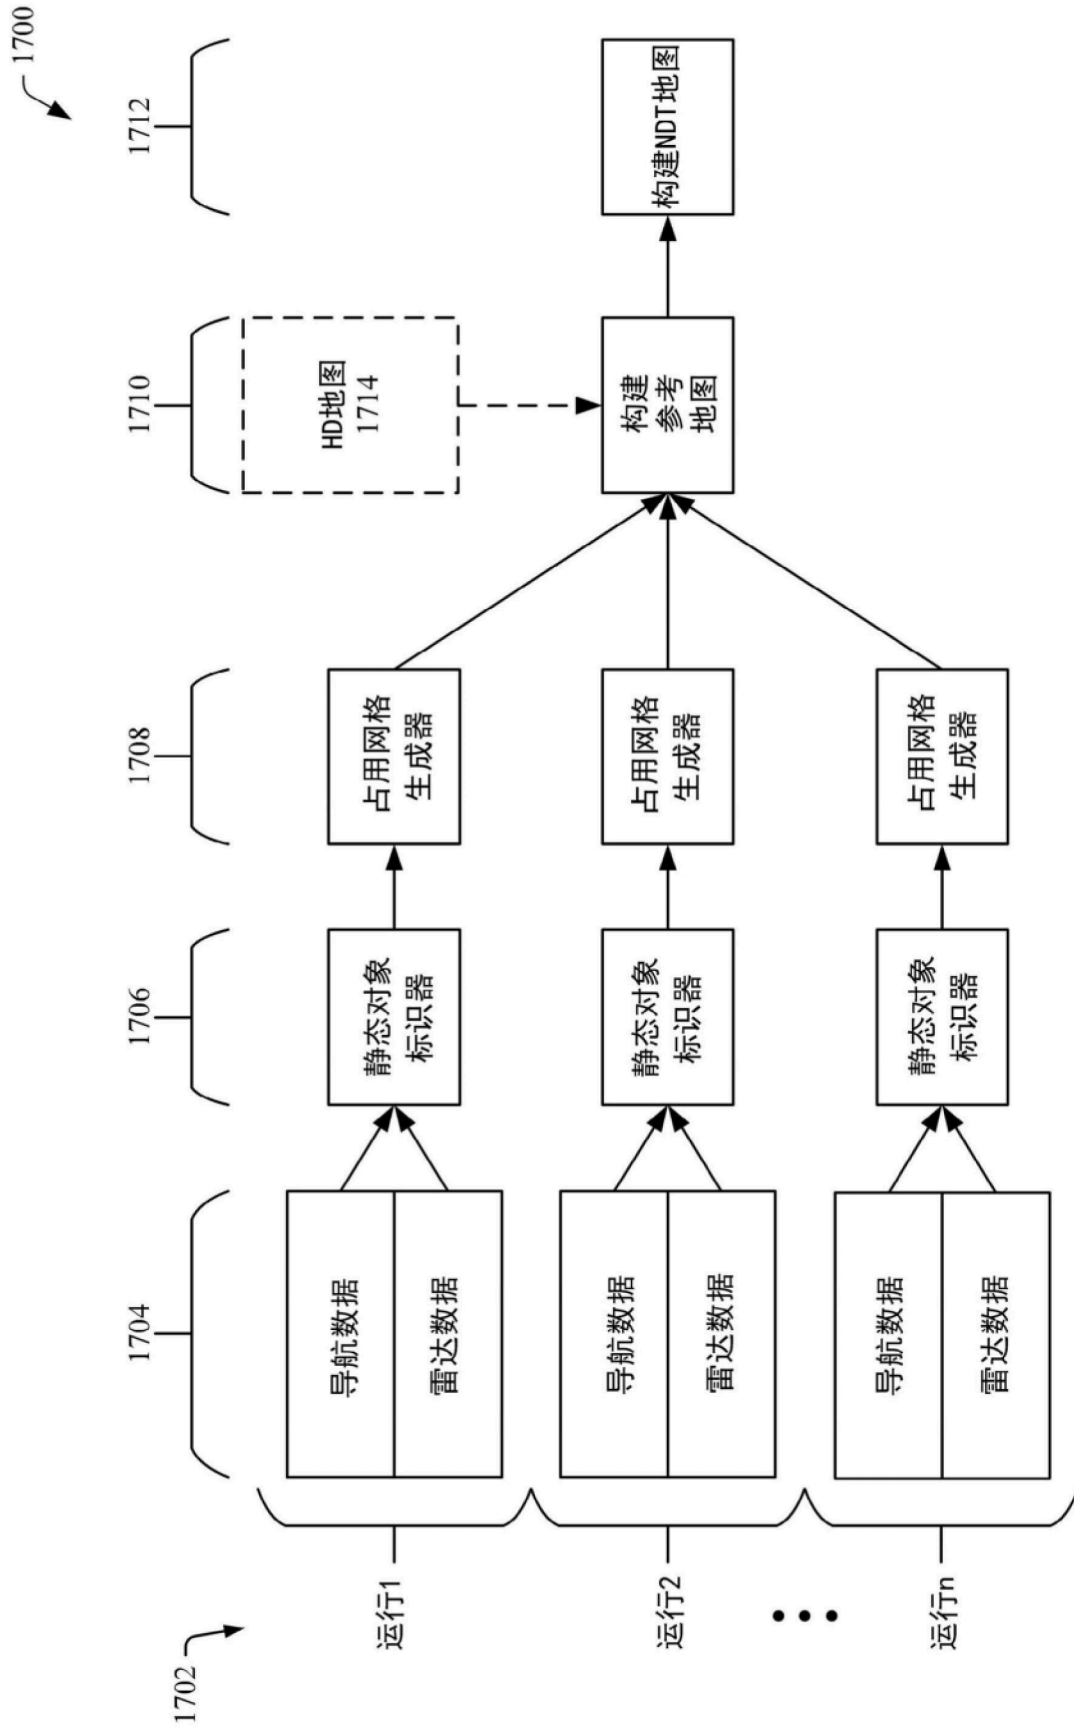 1700
1702
1704
1706
1708
1710
1712
运行1
导航数据
雷达数据
静态对象
标识器
占用网格
生成器
HD地图
1714
运行2
导航数据
雷达数据
静态对象
标识器
占用网格
生成器
构建
参考
地图
构建NDT地图
运行n
导航数据
雷达数据
静态对象
标识器
占用网格
生成器